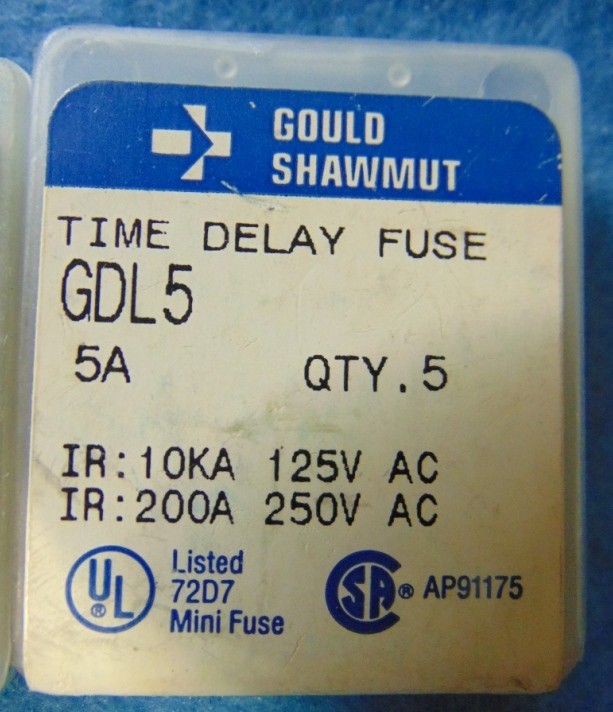 GOULD
SHAWMUT
TIME DELAY FUSE
GDL5
5A QTY.5
IR:10KA 125V AC
IR:200A 250V AC
UL® Listed
72D7
Mini Fuse
SA® AP91175